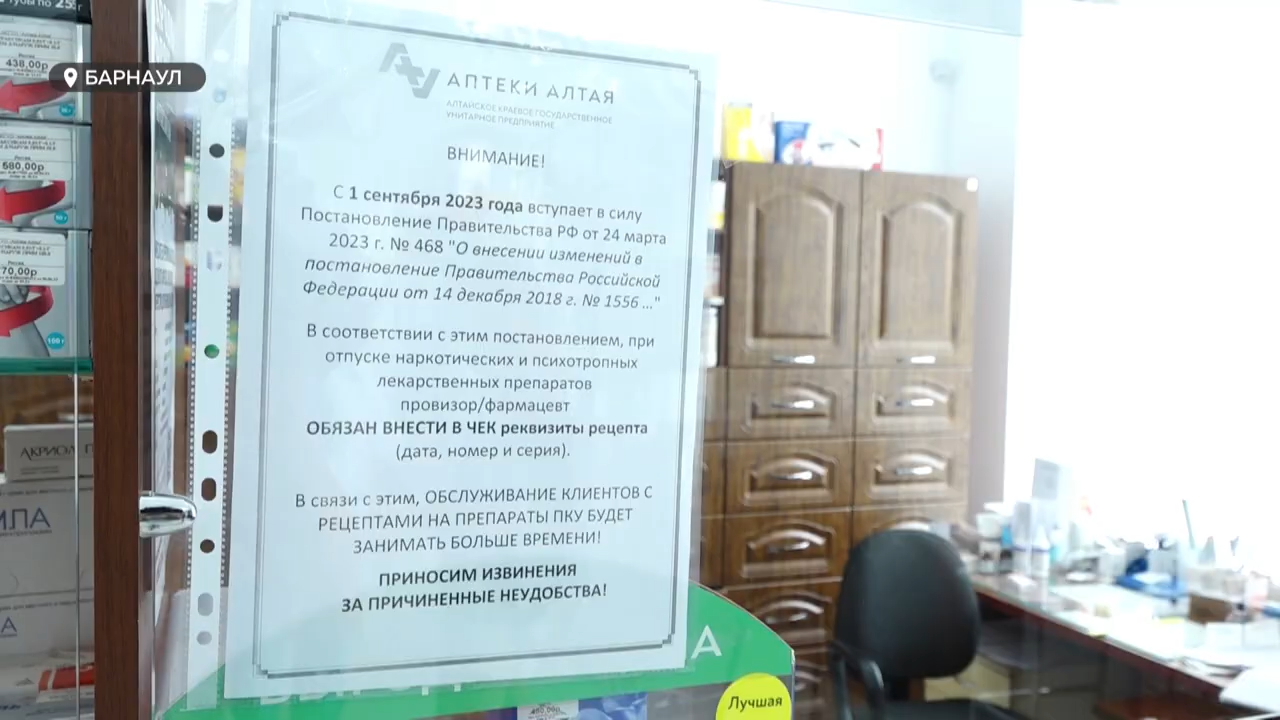 БАРНАУЛ
АПТЕКИ АЛТАЯ
АЛТАЙСКОЕ КРАЕВОЕ ГОСУДАРСТВЕННОЕ
УНИТАРНОЕ ПРЕДПРИЯТИЕ
ВНИМАНИЕ!
С 1 сентября 2023 года вступает в силу
Постановление Правительства РФ от 24 марта
2023 г. № 468 "О внесении изменений в
постановление Правительства Российской
Федерации от 14 декабря 2018 г. № 1556 ..."
В соответствии с этим постановлением, при
отпуске наркотических и психотропных
лекарственных препаратов
провизор/фармацевт
ОБЯЗАН ВНЕСТИ В ЧЕК реквизиты рецепта
(дата, номер и серия).
В связи с этим, ОБСЛУЖИВАНИЕ КЛИЕНТОВ С
РЕЦЕПТАМИ НА ПРЕПАРАТЫ ПКУ БУДЕТ
ЗАНИМАТЬ БОЛЬШЕ ВРЕМЕНИ!
ПРИНОСИМ ИЗВИНЕНИЯ
ЗА ПРИЧИНЕННЫЕ НЕУДОБСТВА!
438,00р
580,00р
70,00р
АКРИОЛ П
Лучшая